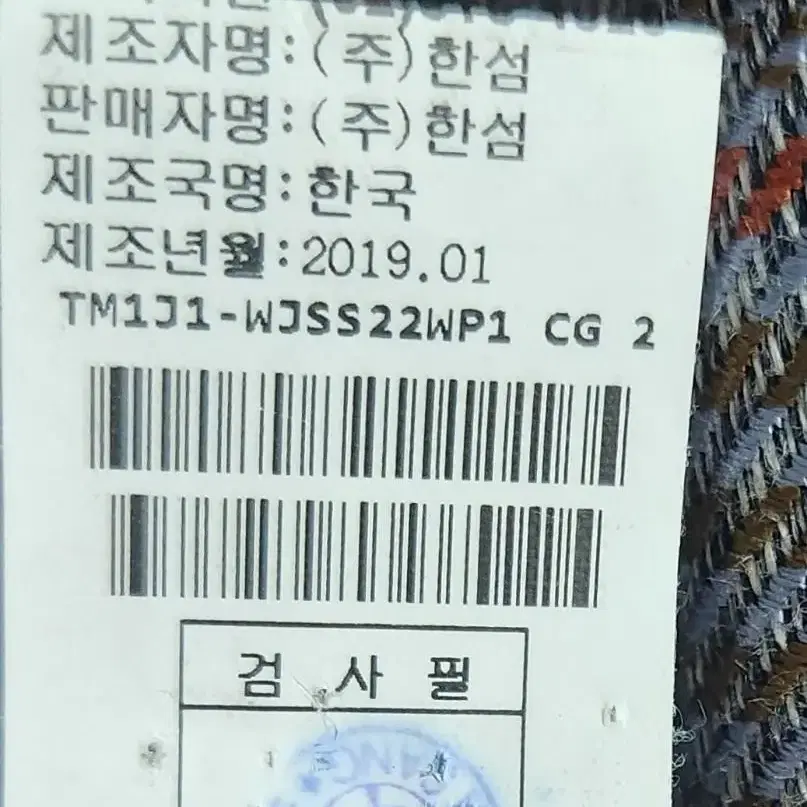 제조자명:(주)한섬
판매자명:(주)한섬
제조국명:한국
제조년월:2019.01
TM1J1-WJSS22WP1 CG 2
검 사 필